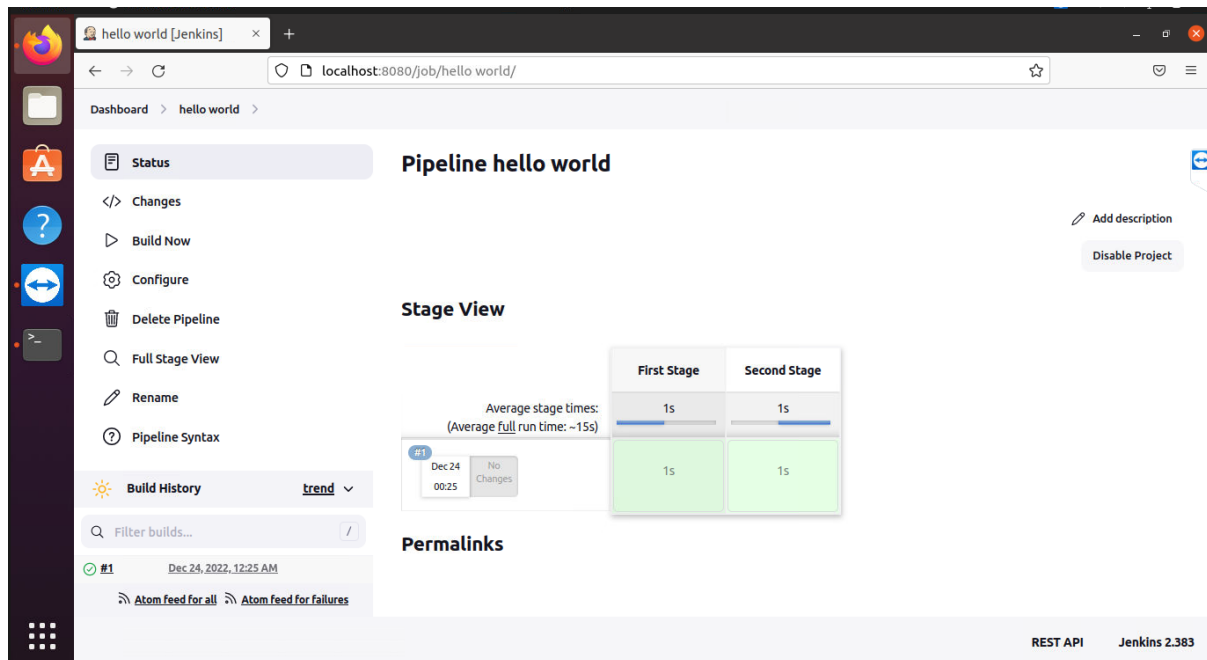 hello world [Jenkins]
localhost:8080/job/hello world/
Dashboard > hello world >
Status
Changes
Build Now
Configure
Delete Pipeline
Full Stage View
Rename
Pipeline Syntax
Build History trend
Filter builds... /
#1 Dec 24, 2022, 12:25 AM
Atom feed for all Atom feed for failures
Pipeline hello world
Add description
Disable Project
Stage View
First Stage Second Stage
Average stage times: 1s 1s
(Average full run time: ~15s)
#1
Dec 24
00:25
No
Changes
1s 1s
Permalinks
REST API Jenkins 2.383